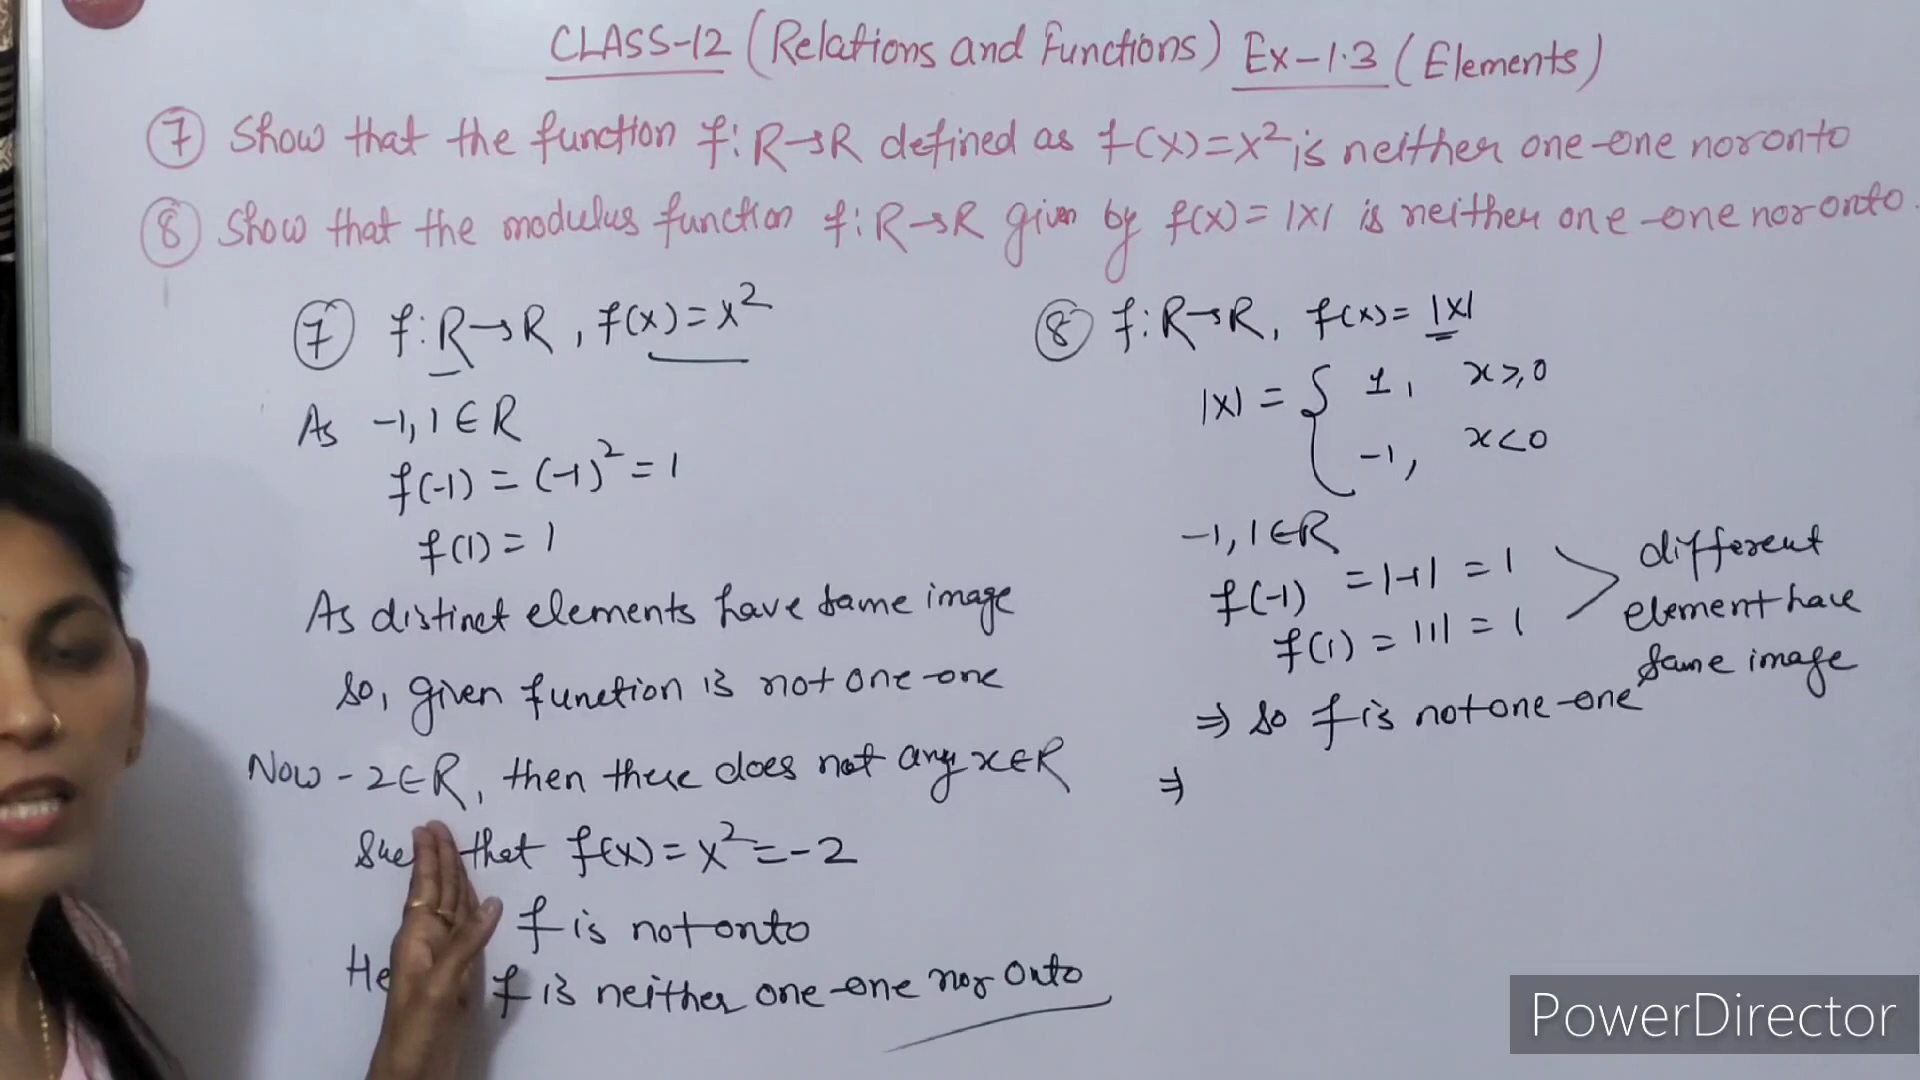 CLASS-12 (Relations and Functions) Ex-1.3 (Elements)
⑦ Show that the function f: R→R defined as f(x)=x² is neither one-one nor onto
⑧ Show that the modulus function f: R→R given by f(x)= |x| is neither one-one nor onto.
⑦ f: R→R, f(x)=x²
As -1, 1 ∈ R
f(-1) = (-1)² = 1
f(1) = 1
As distinct elements have same image
So, given function is not one-one
Now -2∈R, then there does not any x∈R
that f(x) = x² = -2
f is not onto
f is neither one-one nor onto
⑧ f: R→R, f(x)= |x|
|x| = { 1, x≥0
-1, x<0
-1, 1 ∈ R
f(-1) = |-1| = 1
f(1) = |1| = 1
different
element have
same image
⇒ So f is not one-one
⇒
PowerDirector